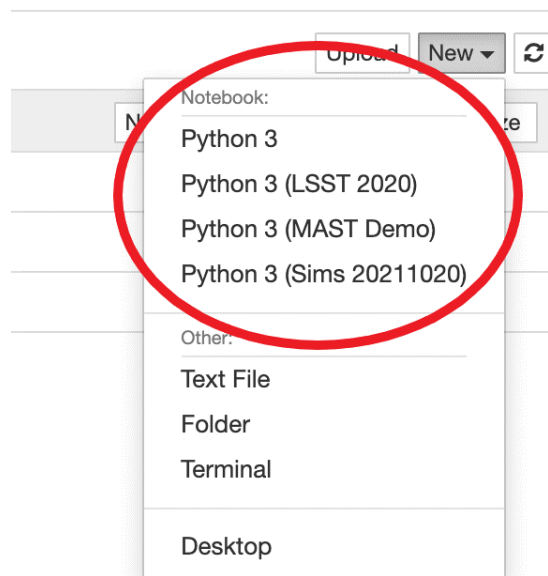 Upload New
Notebook:
Python 3
Python 3 (LSST 2020)
Python 3 (MAST Demo)
Python 3 (Sims 20211020)
Other:
Text File
Folder
Terminal
Desktop